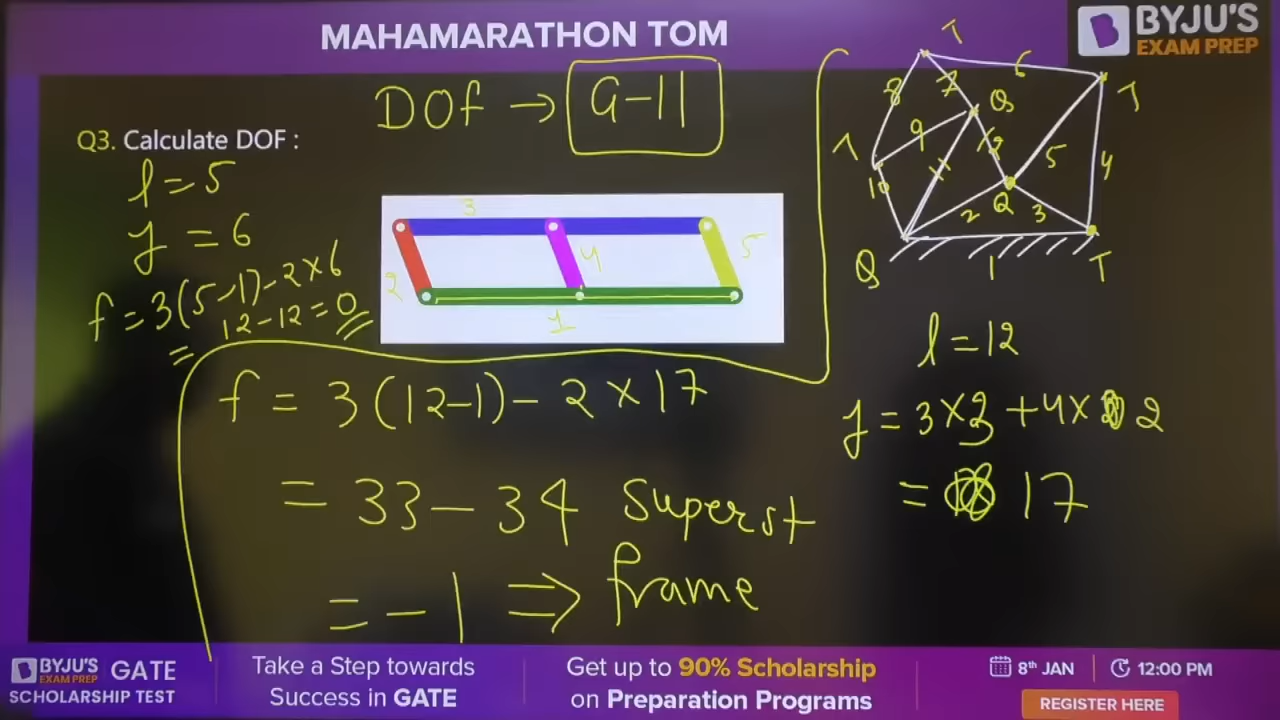 MAHAMARATHON TOM
BYJU'S
EXAM PREP
DOf → G-11
Q3. Calculate DOF :
l = 5
j = 6
f = 3(5-1)-2×6
12-12=0
3
2
4
5
1
T
6
T
8
7
Q
T
9
5
4
10
11
12
Q
2
3
Q
1
T
l = 12
j = 3×3 + 4×2
= 17
f = 3(12-1) - 2×17
= 33 - 34 Superst
= -1 ⇒ frame
BYJU'S
EXAM PREP
GATE
SCHOLARSHIP TEST
Take a Step towards
Success in GATE
Get up to 90% Scholarship
on Preparation Programs
8th JAN
12:00 PM
REGISTER HERE